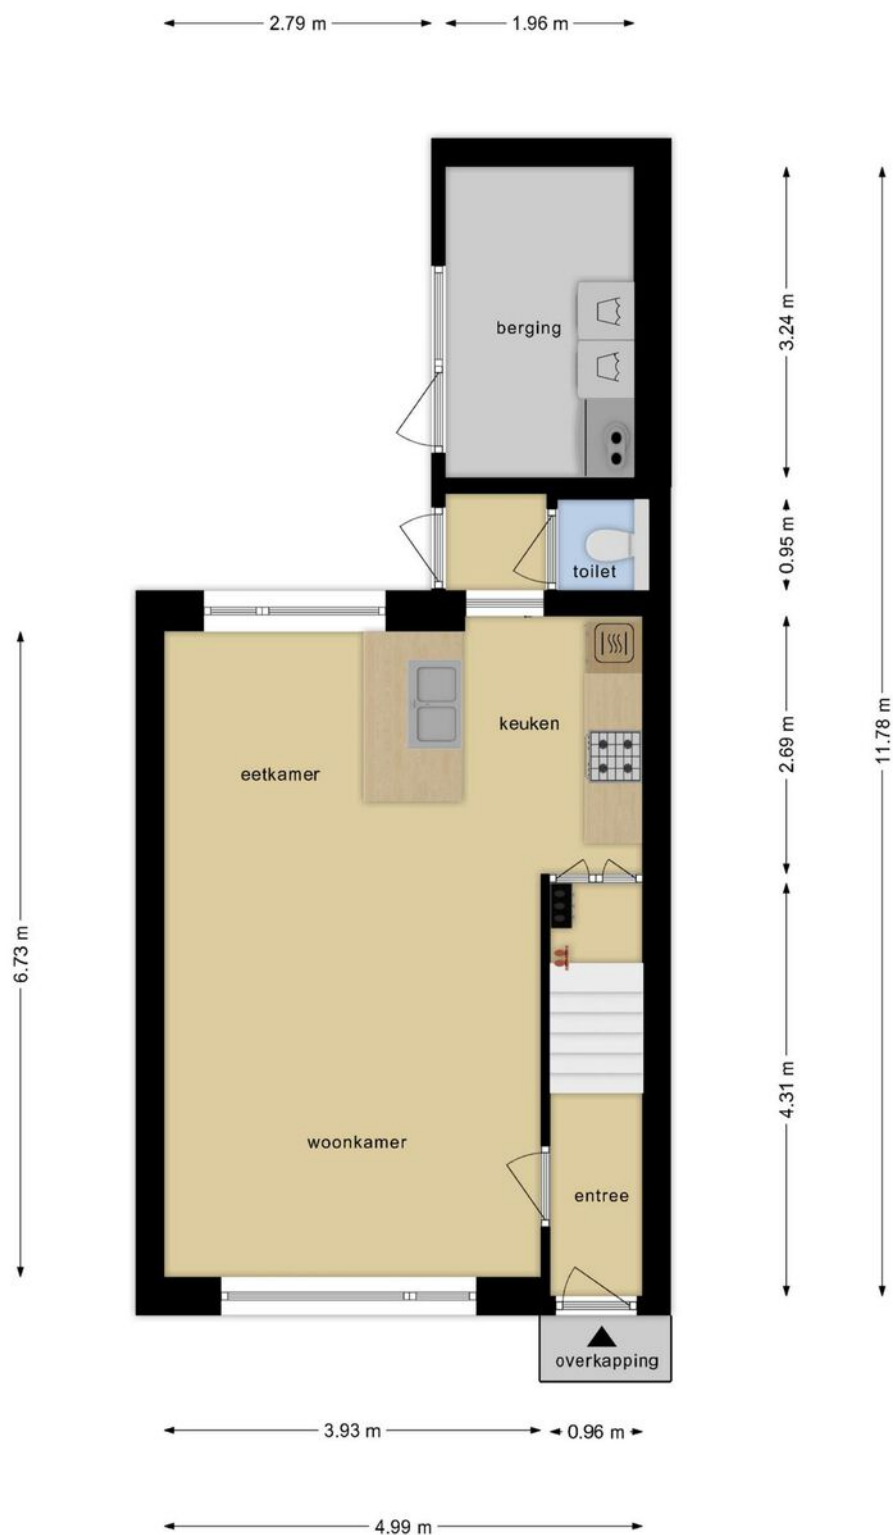 2.79 m
1.96 m
berging
3.24 m
0.95 m
toilet
keuken
2.69 m
11.78 m
eetkamer
6.73 m
4.31 m
woonkamer
entree
overkapping
3.93 m
0.96 m
4.99 m